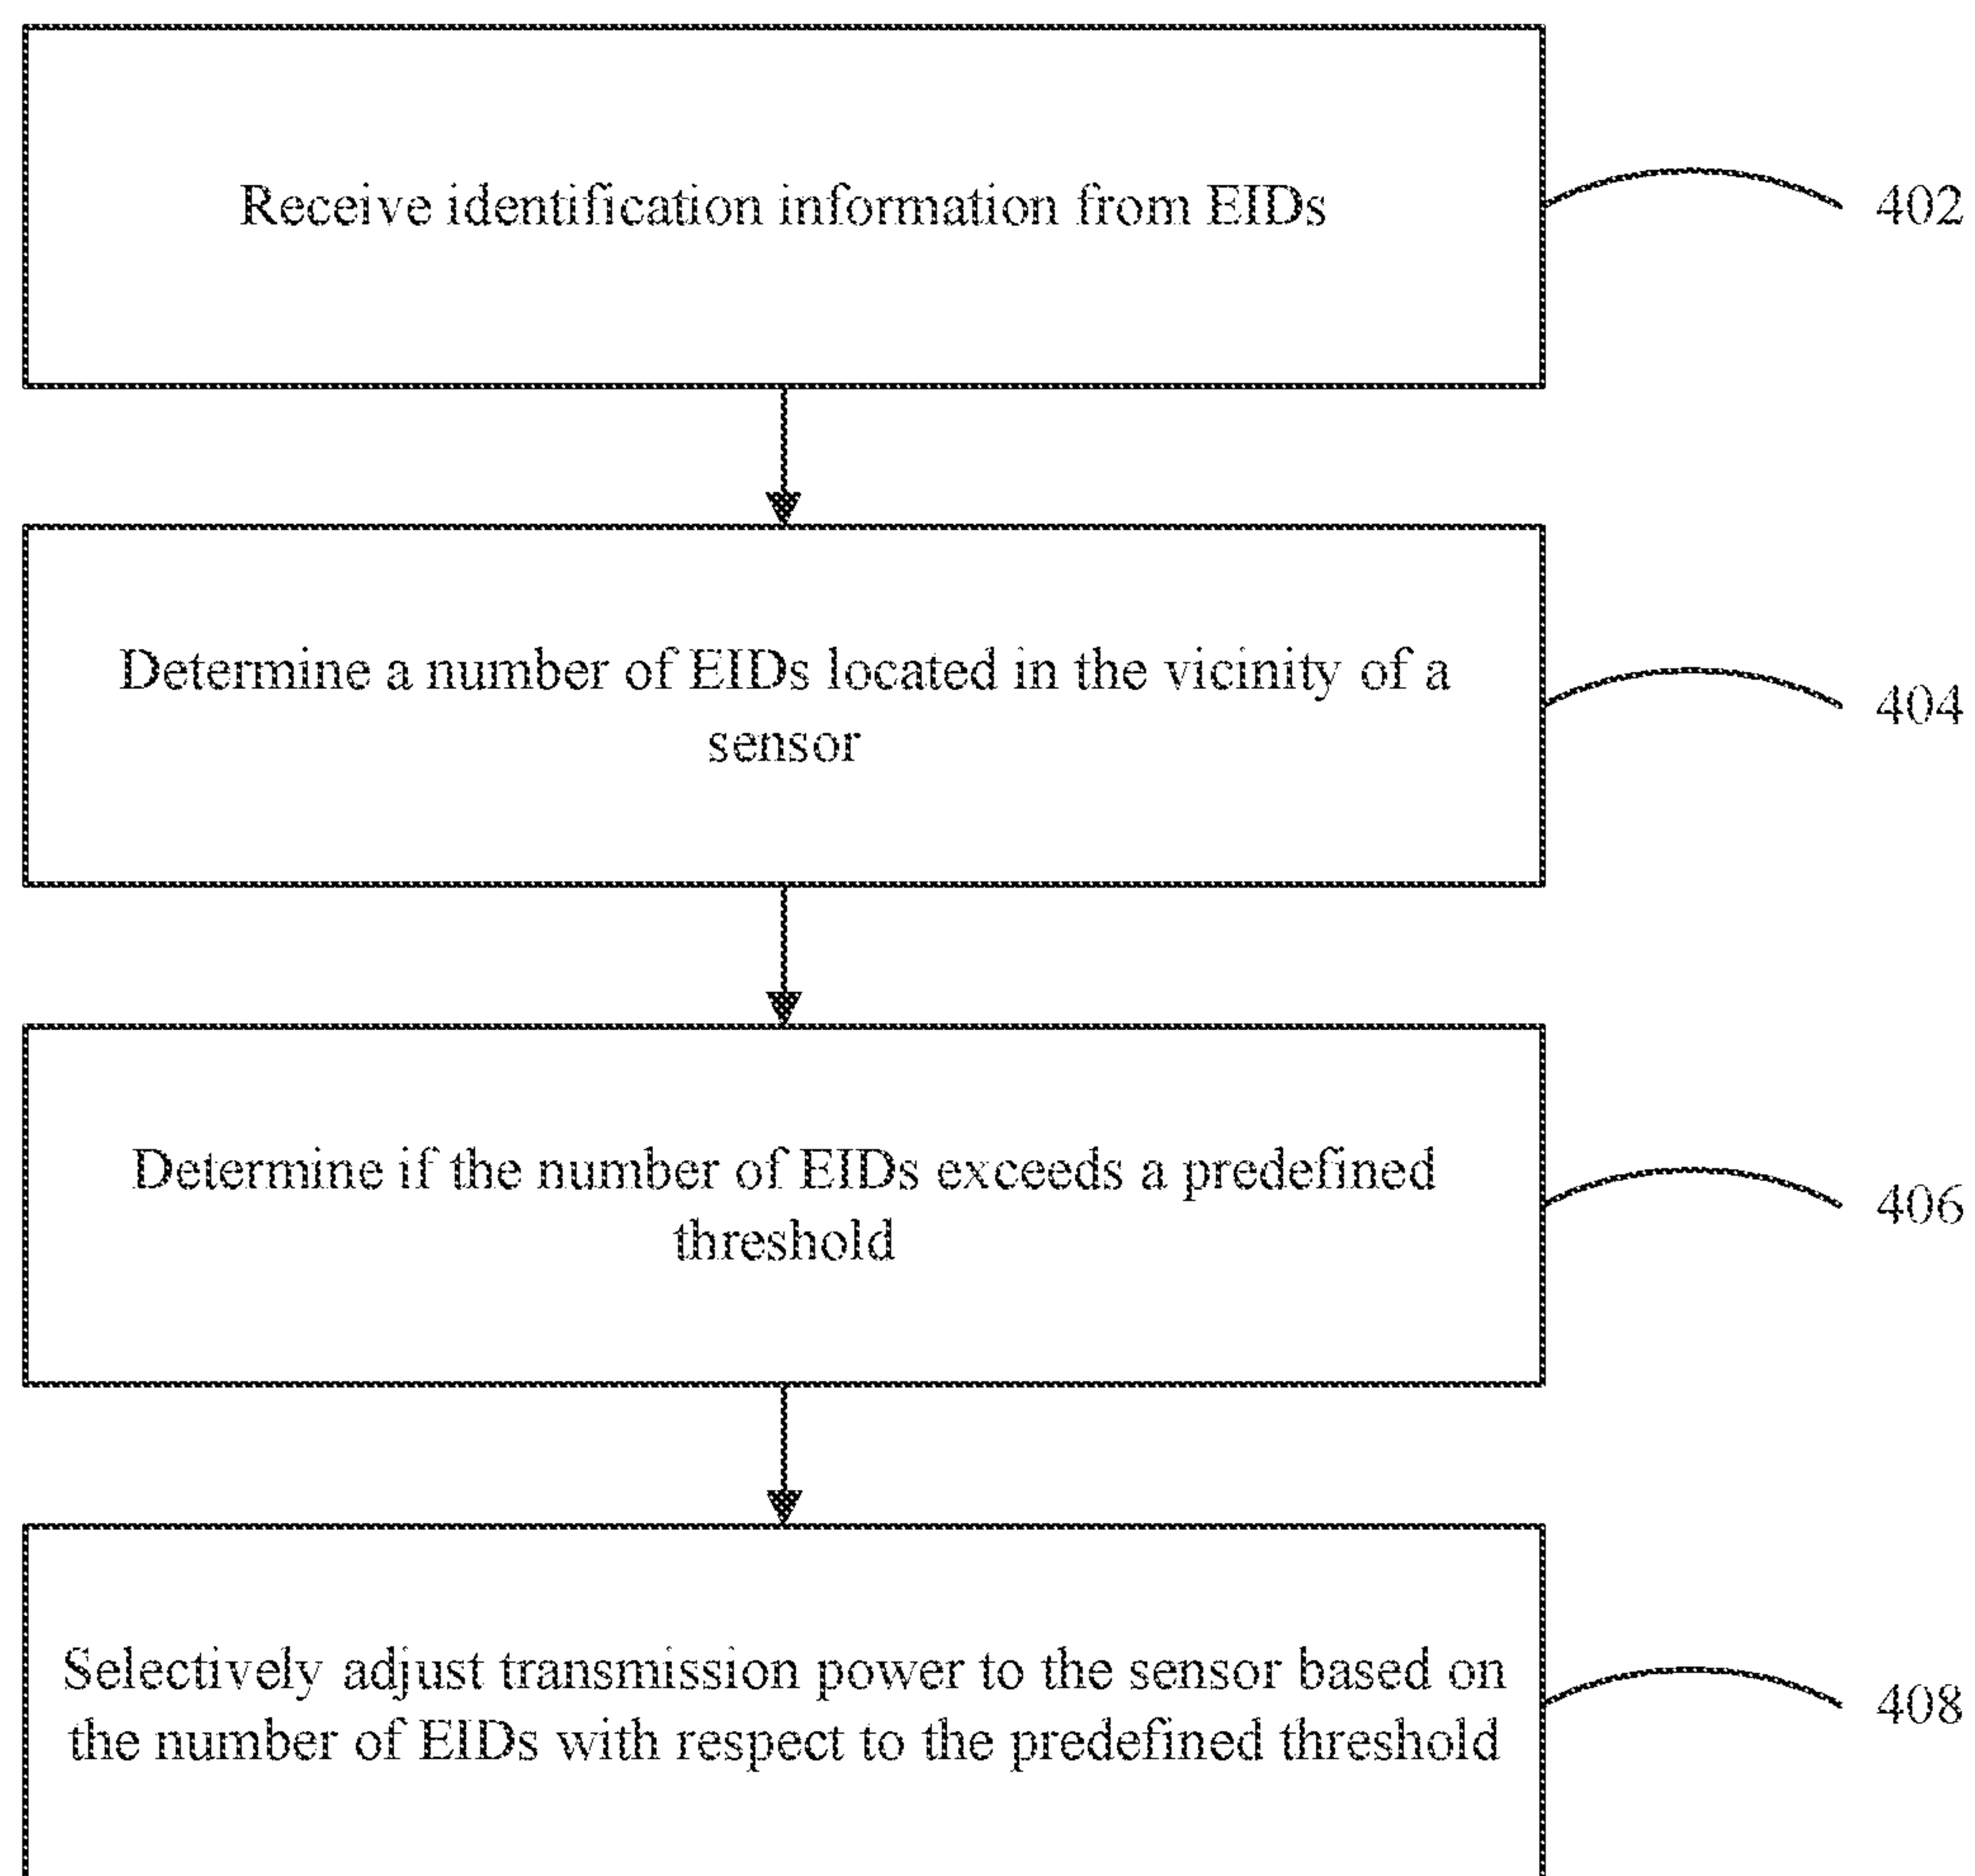 Receive identification information from EIDs
402
Determine a number of EIDs located in the vicinity of a
sensor
404
Determine if the number of EIDs exceeds a predefined
threshold
406
Selectively adjust transmission power to the sensor based on
the number of EIDs with respect to the predefined threshold
408